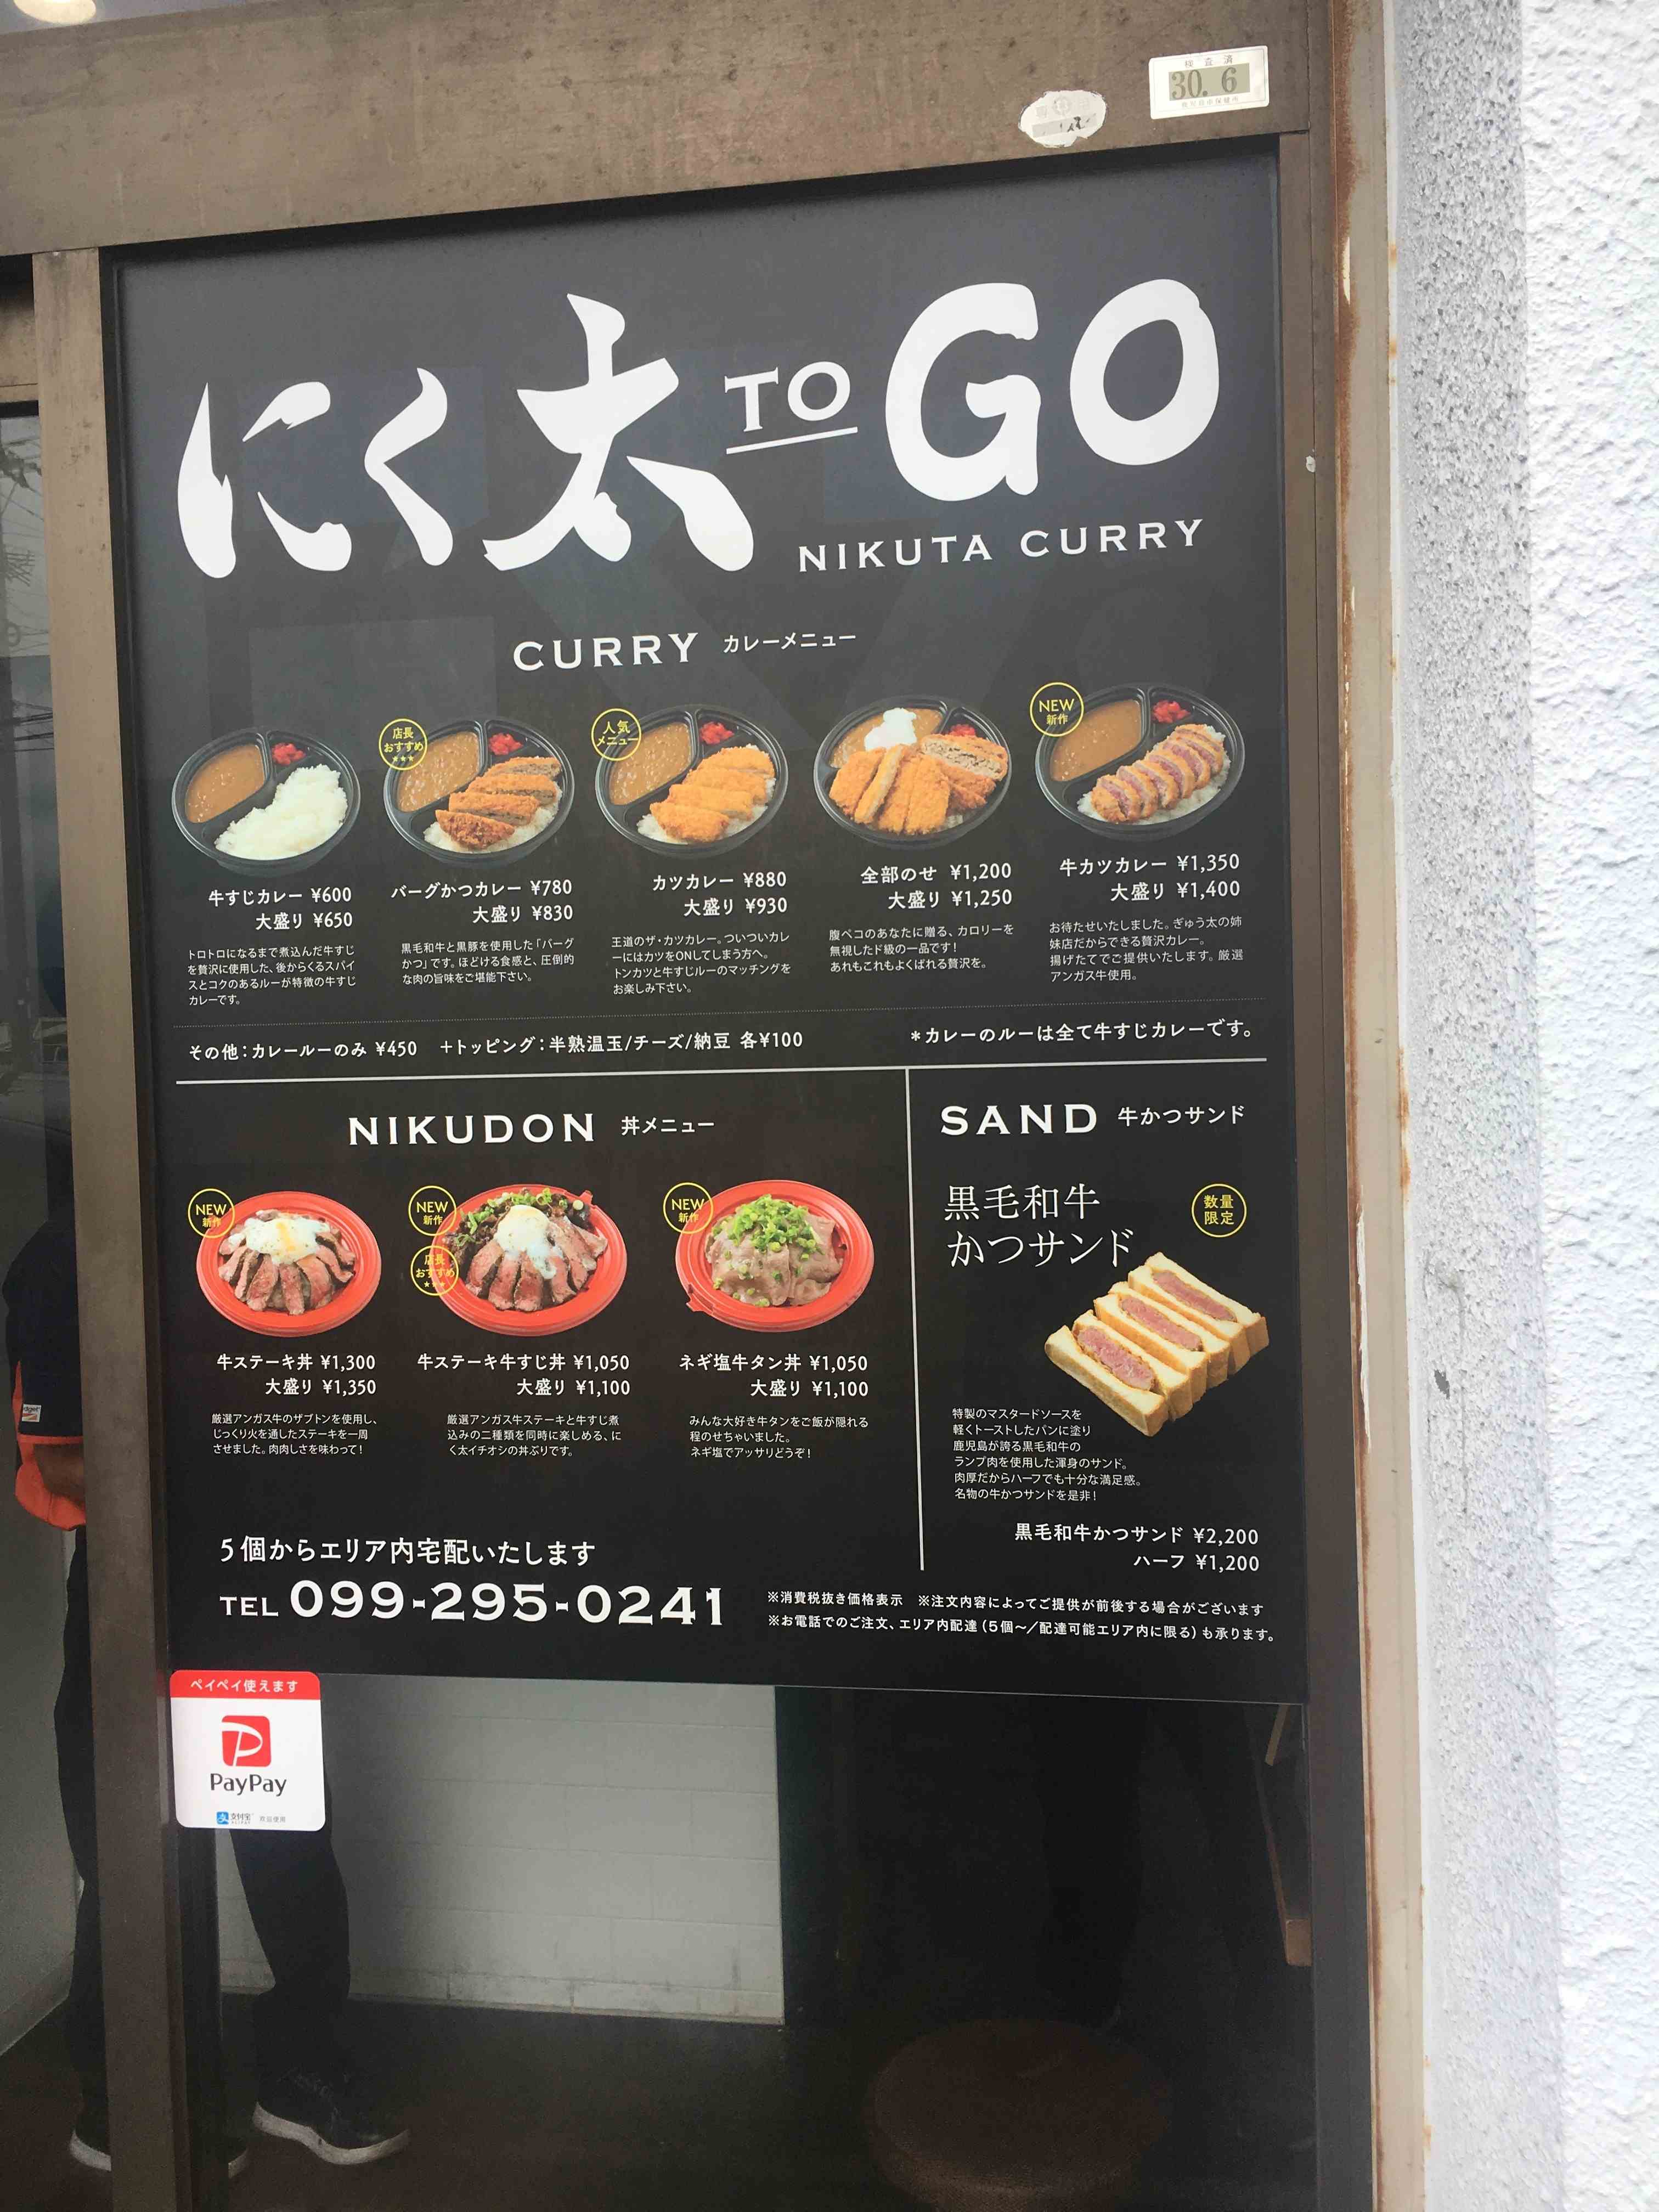 検査済
30. 6
にく太 TO GO
NIKUTA CURRY
CURRY カレーメニュー
店長
おすすめ
★★★
人気
メニュー
NEW
新作
牛すじカレー ¥600
大盛り ¥650
トロトロになるまで煮込んだ牛すじ
を贅沢に使用した、後からくるスパイ
スとコクのあるルーが特徴の牛すじ
カレーです。
バーグかつカレー ¥780
大盛り ¥830
黒毛和牛と黒豚を使用した「バーグ
かつ」です。ほどける食感と、圧倒的
な肉の旨味をご堪能下さい。
カツカレー ¥880
大盛り ¥930
王道のザ・カツカレー。ついついカレ
ーにはカツをONしてしまう方へ。
トンカツと牛すじルーのマッチングを
お楽しみ下さい。
全部のせ ¥1,200
大盛り ¥1,250
腹ペコのあなたに贈る、カロリーを
無視したド級の一品です！
あれもこれもよくばれる贅沢を。
牛カツカレー ¥1,350
大盛り ¥1,400
お待たせいたしました。ぎゅう太の姉
妹店だからできる贅沢カレー。
揚げたてでご提供いたします。厳選
アンガス牛使用。
その他：カレールーのみ ¥450 ＋トッピング：半熟温玉/チーズ/納豆 各¥100
＊カレーのルーは全て牛すじカレーです。
NIKUDON 丼メニュー
NEW
新作
NEW
新作
店長
おすすめ
★★★
NEW
新作
牛ステーキ丼 ¥1,300
大盛り ¥1,350
厳選アンガス牛のザブトンを使用し、
じっくり火を通したステーキを一周
させました。肉肉しさを味わって！
牛ステーキ牛すじ丼 ¥1,050
大盛り ¥1,100
厳選アンガス牛ステーキと牛すじ煮
込みの二種類を同時に楽しめる、に
く太イチオシの丼ぶりです。
ネギ塩牛タン丼 ¥1,050
大盛り ¥1,100
みんな大好き牛タンをご飯が隠れる
程のせちゃいました。
ネギ塩でアッサリどうぞ！
SAND 牛かつサンド
黒毛和牛
かつサンド
数量
限定
特製のマスタードソースを
軽くトーストしたパンに塗り
鹿児島が誇る黒毛和牛の
ランプ肉を使用した渾身のサンド。
肉厚だからハーフでも十分な満足感。
名物の牛かつサンドを是非！
黒毛和牛かつサンド ¥2,200
ハーフ ¥1,200
5個からエリア内宅配いたします
TEL 099-295-0241
※消費税抜き価格表示 ※注文内容によってご提供が前後する場合がございます
※お電話でのご注文、エリア内配達（5個〜／配達可能エリア内に限る）も承ります。
ペイペイ使えます
PayPay
支付宝